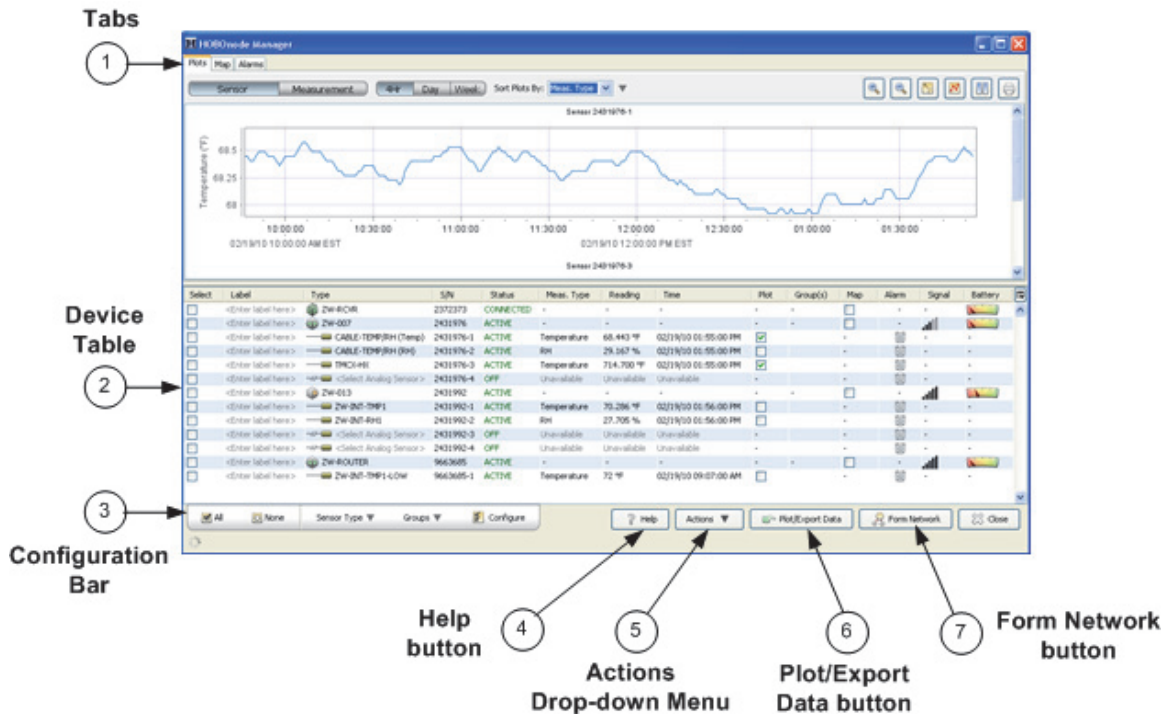 Tabs
1
HOBOnode Manager
Plots Map Alarms
Sensor Measurement 4Hr Day Week Sort Plots By: Meas. Type
Sensor 2431976-1
Temperature (°F)
68.5
68.25
68
10:00:00 10:30:00 11:00:00 11:30:00 12:00:00 12:30:00 01:00:00 01:30:00
02/19/10 10:00:00 AM EST 02/19/10 12:00:00 PM EST
Sensor 2431976-3
Device
Table
2
Select Label Type S/N Status Meas. Type Reading Time Plot Group(s) Map Alarm Signal Battery
<Enter label here> ZW-RCVR 2372373 CONNECTED - - - - - -
<Enter label here> ZW-007 2431976 ACTIVE - - - - - -
<Enter label here> CABLE-TEMP/RH (Temp) 2431976-1 ACTIVE Temperature 68.443 °F 02/19/10 01:55:00 PM
<Enter label here> CABLE-TEMP/RH (RH) 2431976-2 ACTIVE RH 29.167 % 02/19/10 01:55:00 PM
<Enter label here> TMCX-HX 2431976-3 ACTIVE Temperature 714.700 °F 02/19/10 01:55:00 PM
<Enter label here> <Select Analog Sensor> 2431976-4 OFF Unavailable Unavailable Unavailable
<Enter label here> ZW-013 2431992 ACTIVE - - - - - -
<Enter label here> ZW-INT-TMP1 2431992-1 ACTIVE Temperature 70.286 °F 02/19/10 01:56:00 PM
<Enter label here> ZW-INT-RH1 2431992-2 ACTIVE RH 27.705 % 02/19/10 01:56:00 PM
<Enter label here> <Select Analog Sensor> 2431992-3 OFF Unavailable Unavailable Unavailable
<Enter label here> <Select Analog Sensor> 2431992-4 OFF Unavailable Unavailable Unavailable
<Enter label here> ZW-ROUTER 9663685 ACTIVE - - - - - -
<Enter label here> ZW-INT-TMP1-LOW 9663685-1 ACTIVE Temperature 72 °F 02/19/10 09:07:00 AM
3
Configuration
Bar
All None Sensor Type Groups Configure Help Actions Plot/Export Data Form Network Close
Help
button
4
5
Actions
Drop-down Menu
6
Plot/Export
Data button
7
Form Network
button